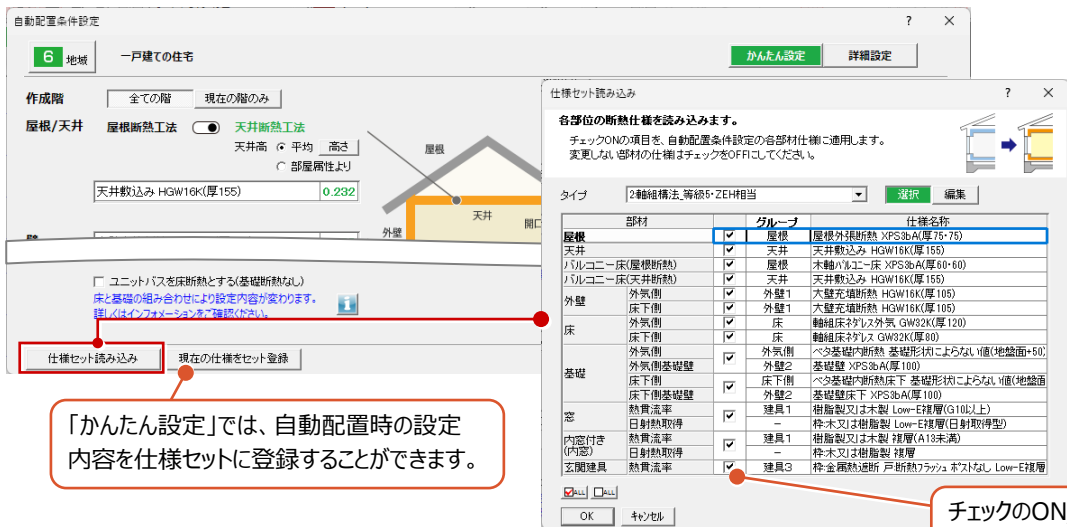 自動配置条件設定
6 地域 一戸建ての住宅 かんたん設定 詳細設定
作成階 全ての階 現在の階のみ
屋根/天井 屋根断熱工法 天井断熱工法
天井高 平均 高さ
部屋属性より
天井敷込み HGW16K(厚155) 0.232
屋根
天井
外壁
ユニットバスを床断熱とする(基礎断熱なし)
床と基礎の組み合わせにより設定内容が変わります。
詳しくはインフォメーションをご確認ください。
仕様セット読み込み 現在の仕様をセット登録
「かんたん設定」では、自動配置時の設定
内容を仕様セットに登録することができます。
仕様セット読み込み
各部位の断熱仕様を読み込みます。
チェックONの項目を、自動配置条件設定の各部材仕様に適用します。
変更しない部材の仕様はチェックをOFFにしてください。
タイプ 2*軸組構法_等級5・ZEH相当 選択 編集
部材 グループ 仕様名称
屋根 屋根 屋根外張断熱 XPS3bA(厚75・75)
天井 天井 天井敷込み HGW16K(厚155)
バルコニー床(屋根断熱) 屋根 木軸バルコニー床 XPS3bA(厚60・60)
バルコニー床(天井断熱) 天井 天井敷込み HGW16K(厚155)
外壁 外気側 外壁1 大壁充填断熱 HGW16K(厚105)
床下側 外壁1 大壁充填断熱 HGW16K(厚105)
床 外気側 床 軸組床ネダレス外気 GW32K(厚120)
床下側 床 軸組床ネダレス GW32K(厚80)
基礎 外気側 外気側 ベタ基礎内断熱 基礎形状によらない値(地盤面+50)
外気側基礎壁 外壁2 基礎壁 XPS3bA(厚100)
床下側 床下側 ベタ基礎内断熱床下 基礎形状によらない値(地盤面
床下側基礎壁 外壁2 基礎壁床下 XPS3bA(厚100)
窓 熱貫流率 建具1 樹脂製又は木製 Low-E複層(G10以上)
日射熱取得 － 枠:木又は樹脂製 Low-E複層(日射取得型)
内窓付き 熱貫流率 建具1 樹脂製又は木製 複層(A13未満)
(内窓) 日射熱取得 － 枠:木又は樹脂製 複層
玄関建具 熱貫流率 建具3 枠:金属熱遮断 戸:断熱フラッシュ ポストなし Low-E複層
ALL ALL
OK キャンセル
チェックのON